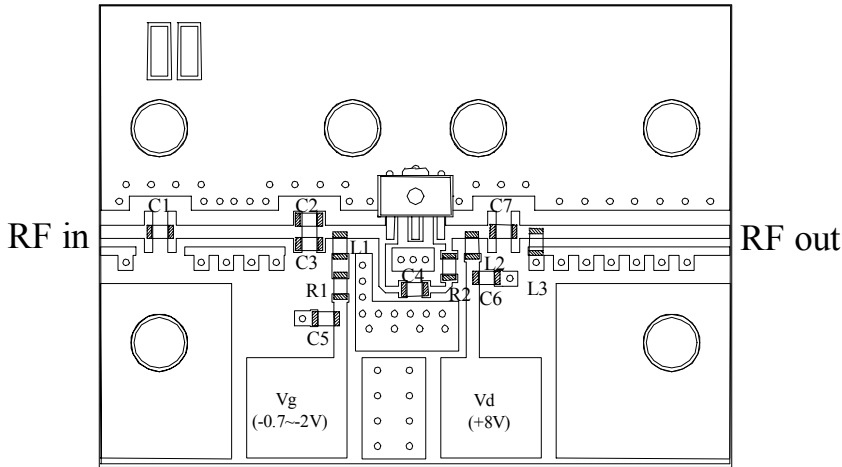 C1
C2
C7
RF in
RF out
C3
L1
L2
L3
C4
R1
R2
C6
C5
Vg
(-0.7~-2V)
Vd
(+8V)